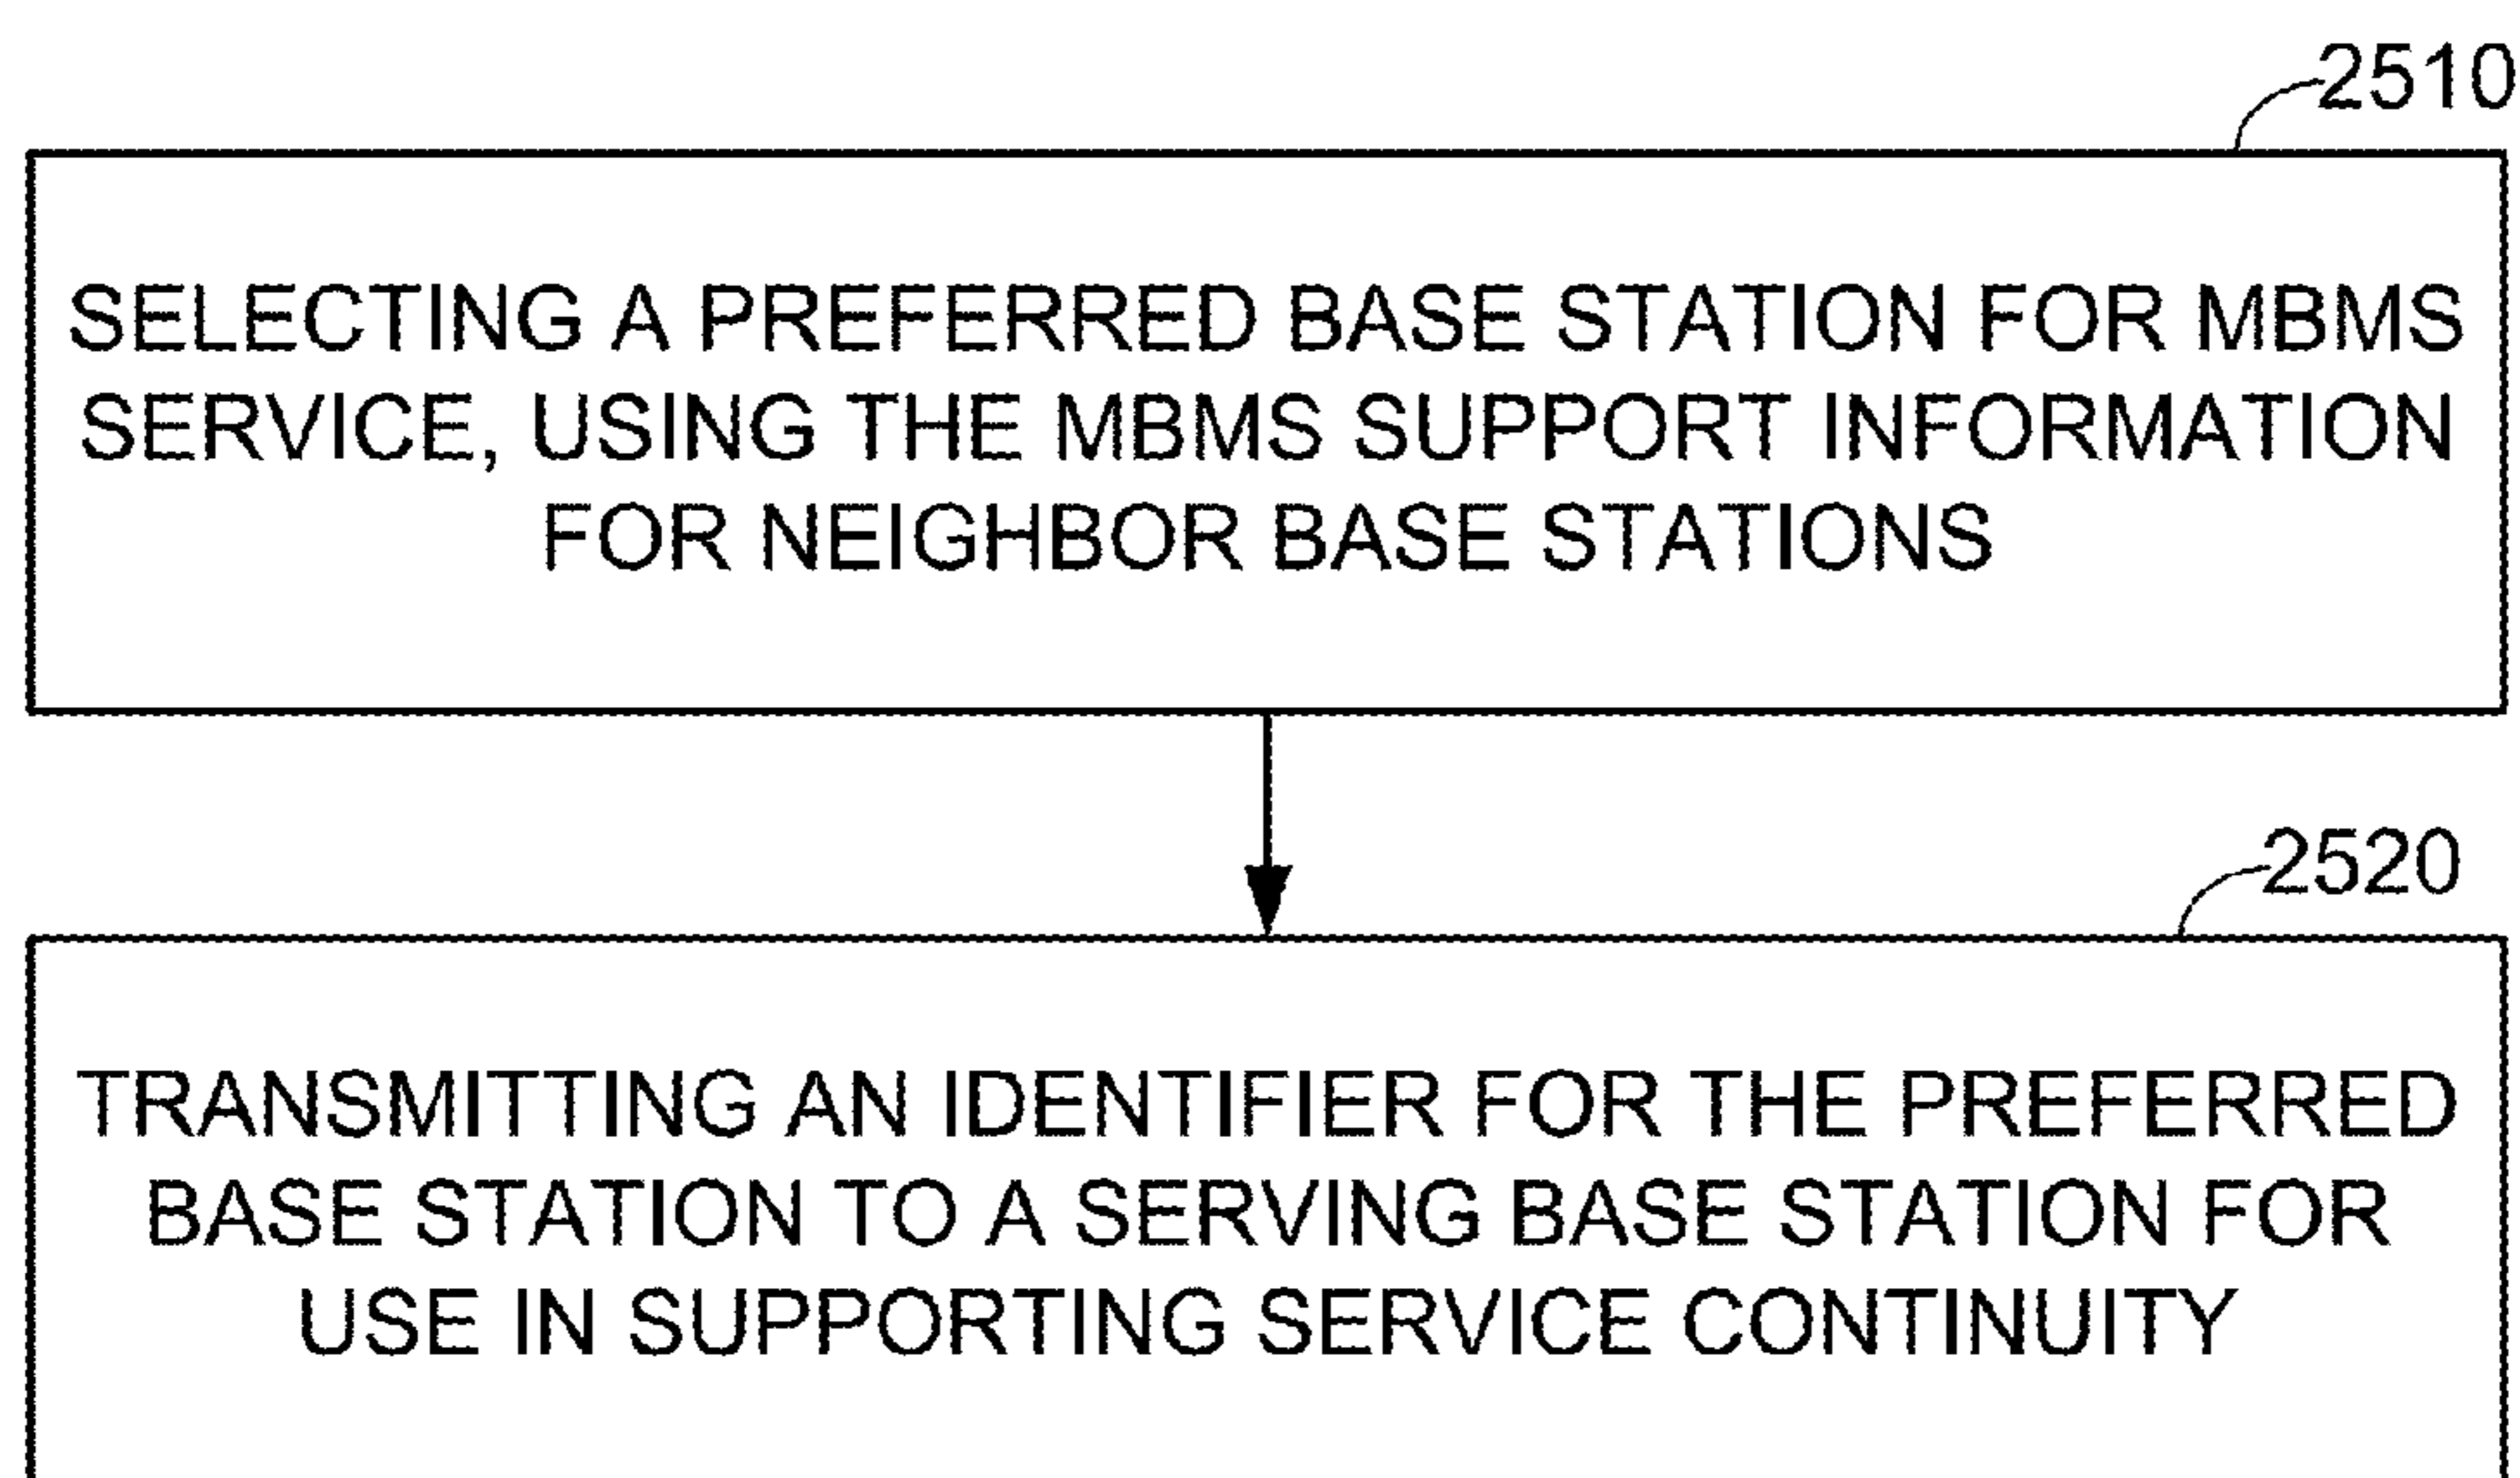 2510
SELECTING A PREFERRED BASE STATION FOR MBMS
SERVICE, USING THE MBMS SUPPORT INFORMATION
FOR NEIGHBOR BASE STATIONS
2520
TRANSMITTING AN IDENTIFIER FOR THE PREFERRED
BASE STATION TO A SERVING BASE STATION FOR
USE IN SUPPORTING SERVICE CONTINUITY